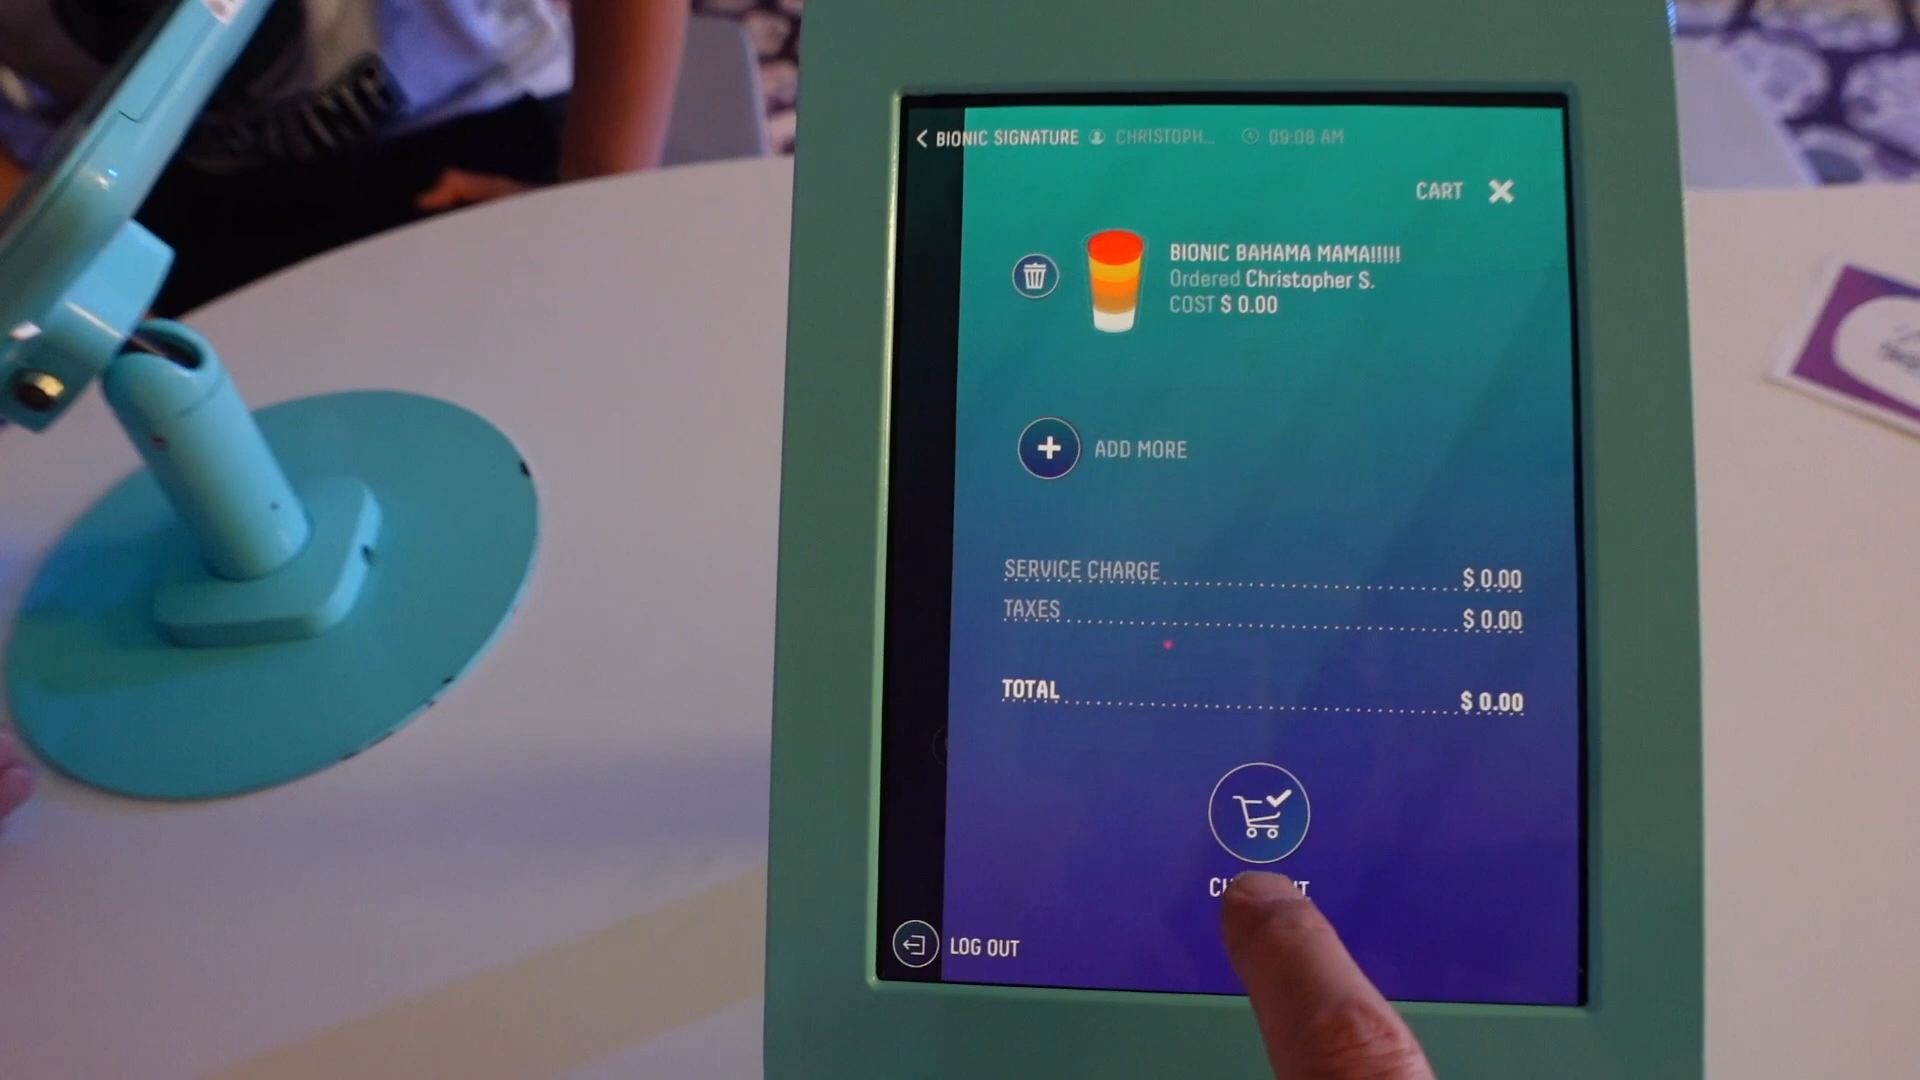 BIONIC SIGNATURE CHRISTOPH... 09:08 AM
CART
BIONIC BAHAMA MAMA!!!!!
Ordered Christopher S.
COST $ 0.00
ADD MORE
SERVICE CHARGE $ 0.00
TAXES $ 0.00
TOTAL $ 0.00
LOG OUT